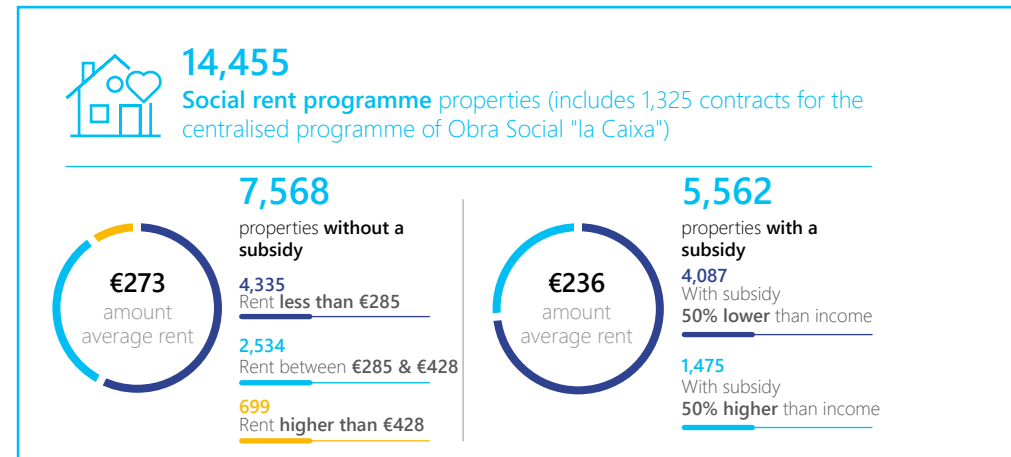 14,455
Social rent programme properties (includes 1,325 contracts for the
centralised programme of Obra Social "la Caixa")
7,568
properties without a
subsidy
€273
amount
average rent
4,335
Rent less than €285
2,534
Rent between €285 & €428
699
Rent higher than €428
5,562
properties with a
subsidy
€236
amount
average rent
4,087
With subsidy
50% lower than income
1,475
With subsidy
50% higher than income